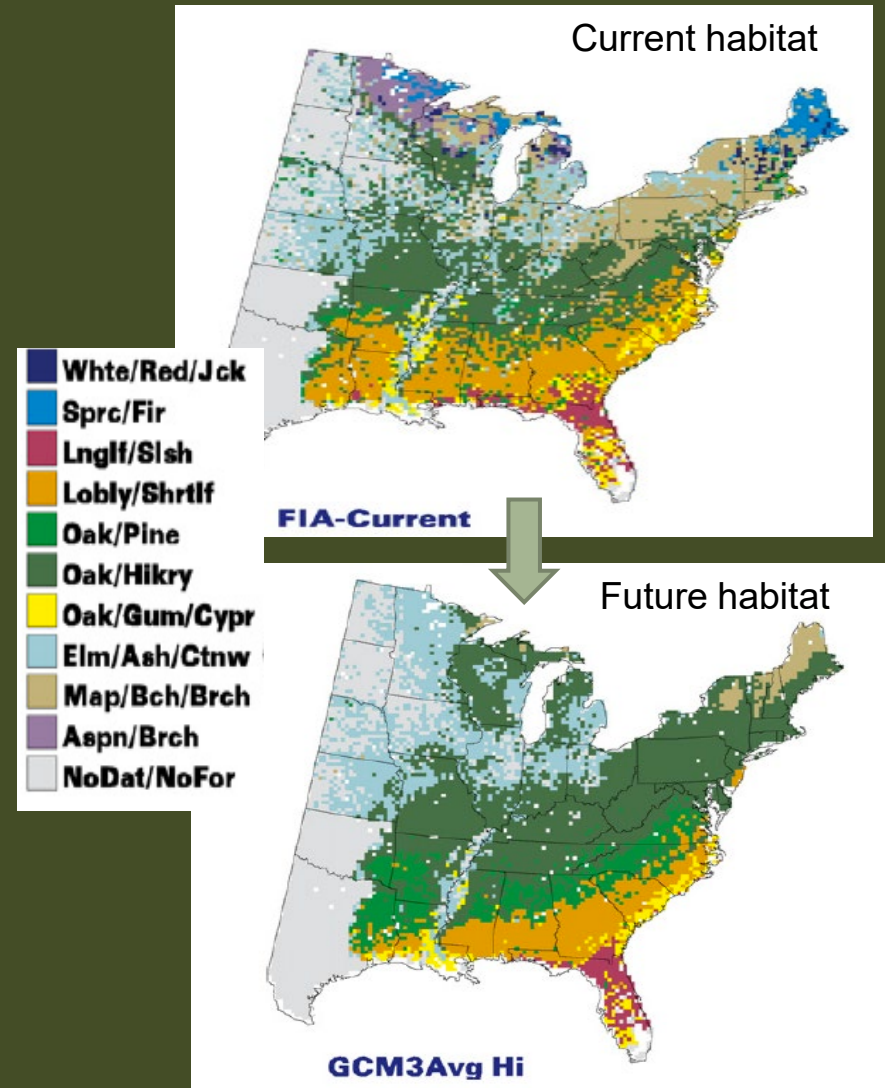 Current habitat
Whte/Red/Jck
Sprc/Fir
Lnglf/Slsh
Lobly/Shrtlf
Oak/Pine
Oak/Hikry
Oak/Gum/Cypr
Elm/Ash/Ctnw
Map/Bch/Brch
Aspn/Brch
NoDat/NoFor
FIA-Current
Future habitat
GCM3Avg Hi